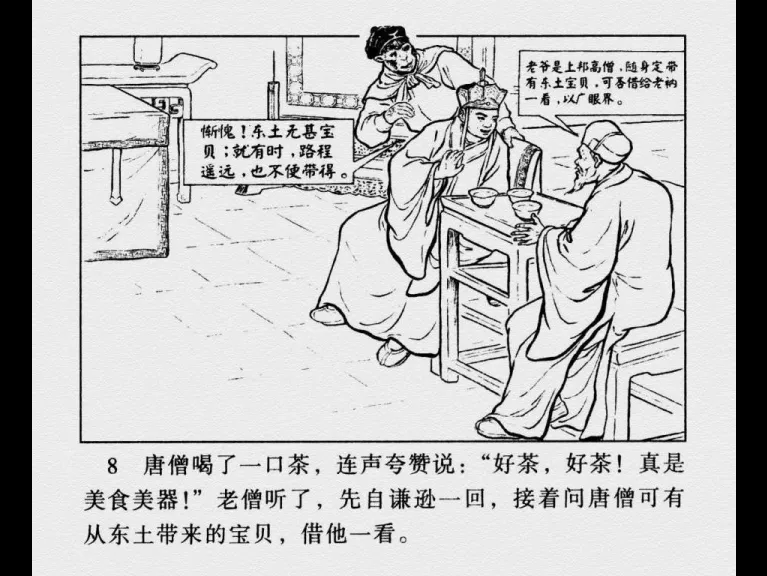 老爷是上邦高僧，随身定带
有东土宝贝，可否借给老衲
一看，以广眼界。
惭愧！东土无甚宝
贝；就有时，路程
遥远，也不便带得。
8 唐僧喝了一口茶，连声夸赞说：“好茶，好茶！真是
美食美器！”老僧听了，先自谦逊一回，接着问唐僧可有
从东土带来的宝贝，借他一看。